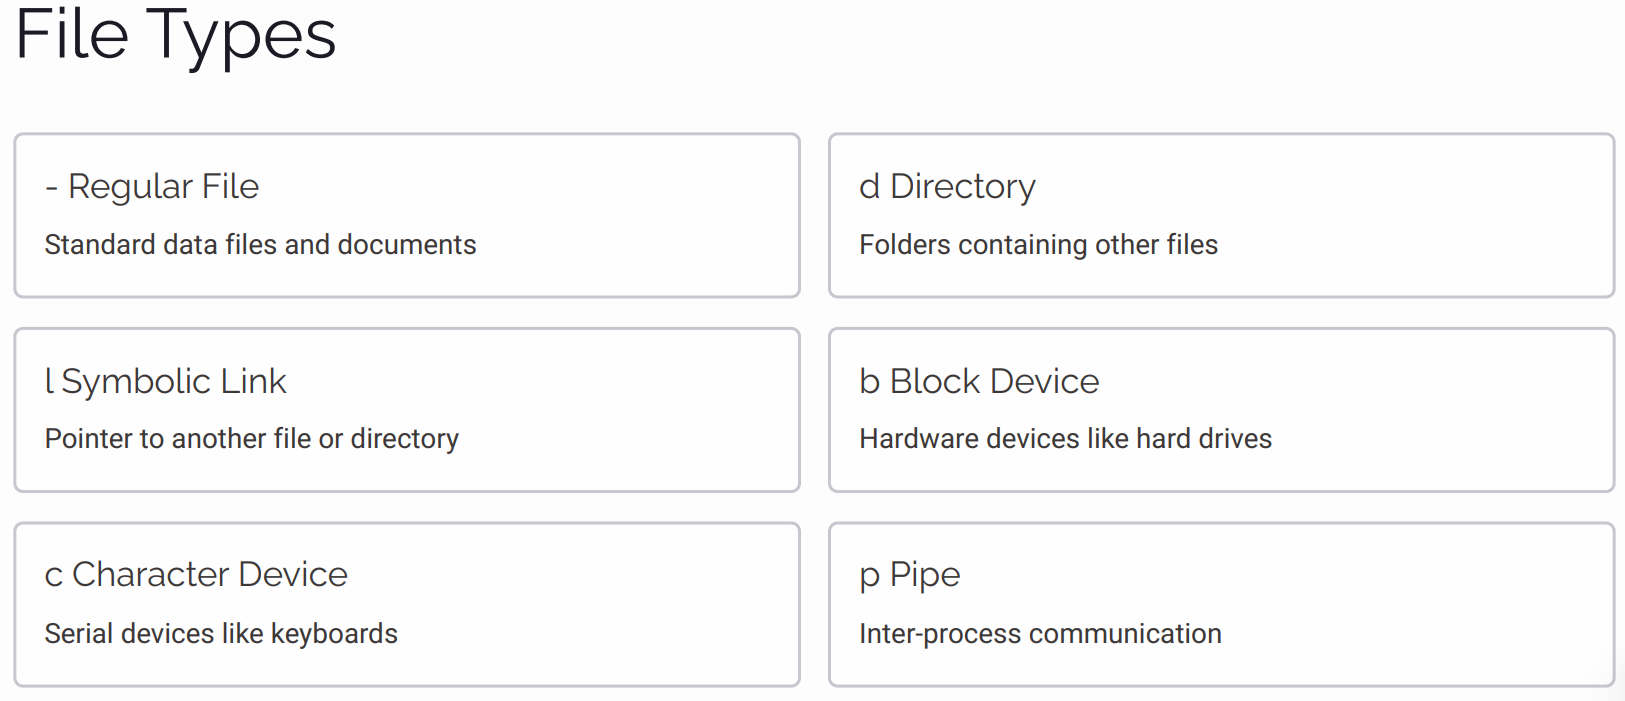 File Types
- Regular File
Standard data files and documents
d Directory
Folders containing other files
l Symbolic Link
Pointer to another file or directory
b Block Device
Hardware devices like hard drives
c Character Device
Serial devices like keyboards
p Pipe
Inter-process communication